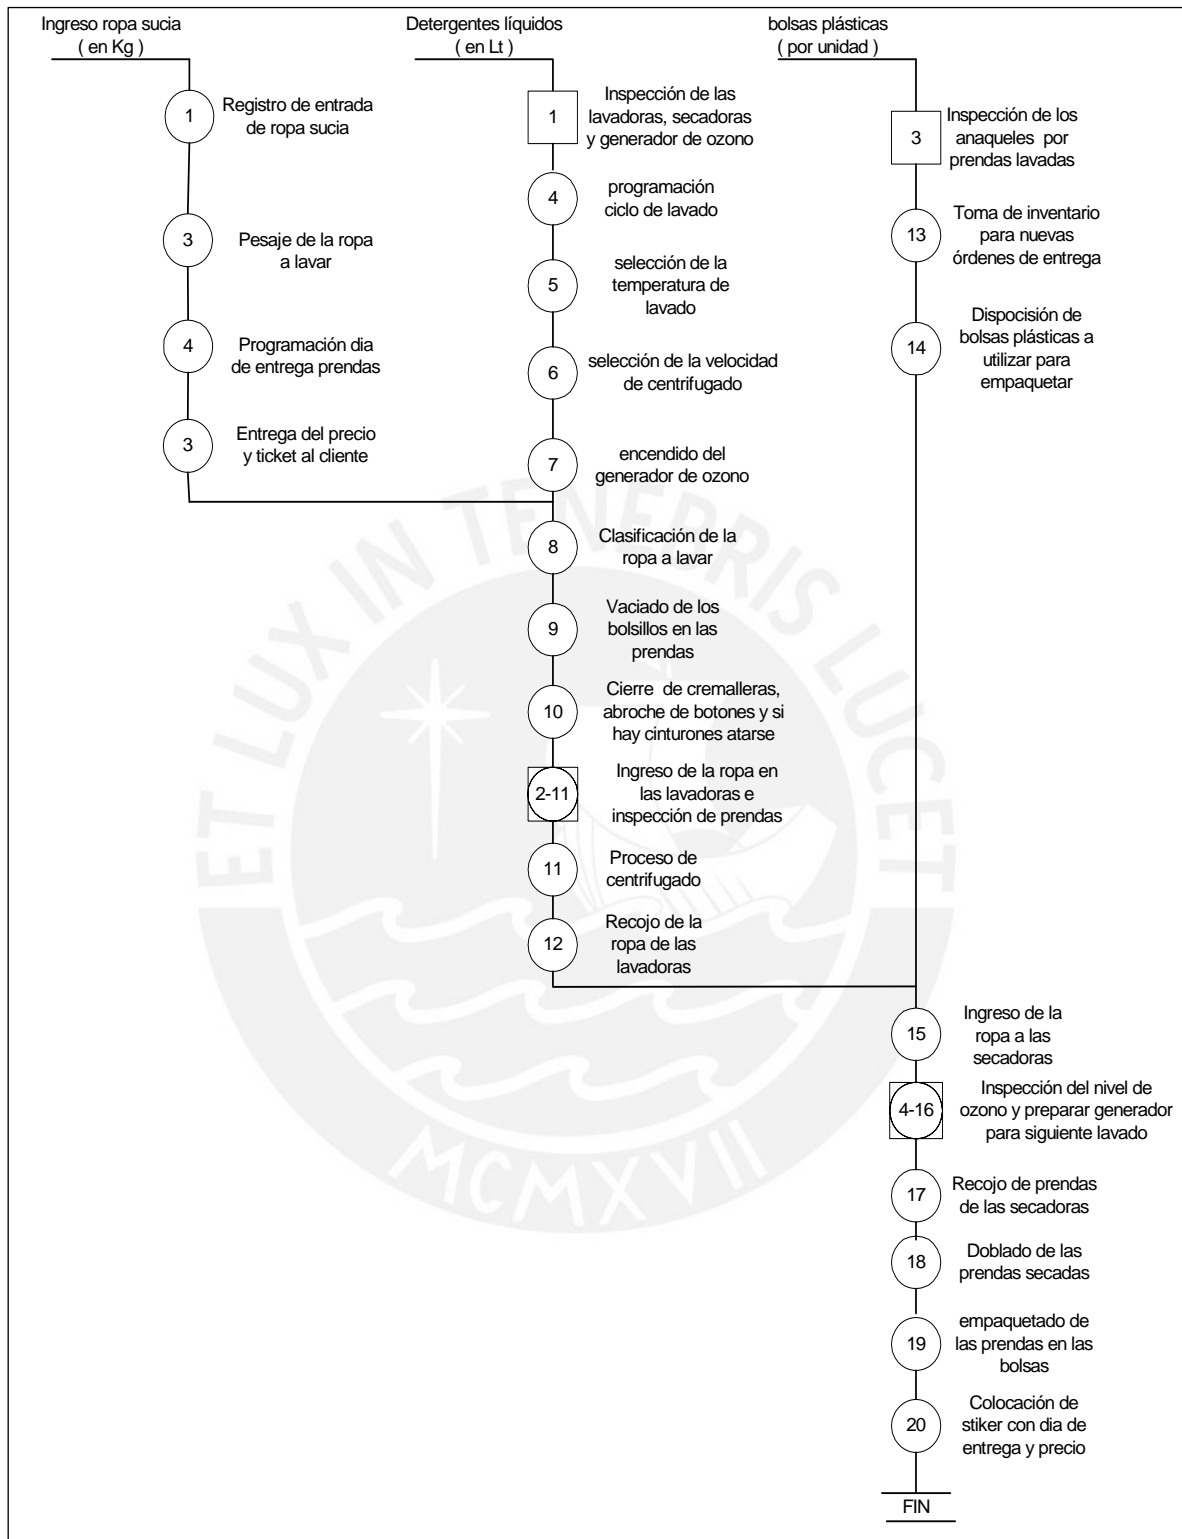 Ingreso ropa sucia
( en Kg )
1
Registro de entrada
de ropa sucia
3
Pesaje de la ropa
a lavar
4
Programación dia
de entrega prendas
3
Entrega del precio
y ticket al cliente
Detergentes líquidos
( en Lt )
1
Inspección de las
lavadoras, secadoras
y generador de ozono
4
programación
ciclo de lavado
5
selección de la
temperatura de
lavado
6
selección de la velocidad
de centrifugado
7
encendido del
generador de ozono
8
Clasificación de la
ropa a lavar
9
Vaciado de los
bolsillos en las
prendas
10
Cierre de cremalleras,
abroche de botones y si
hay cinturones atarse
2-11
Ingreso de la ropa en
las lavadoras e
inspección de prendas
11
Proceso de
centrifugado
12
Recojo de la
ropa de las
lavadoras
bolsas plásticas
( por unidad )
3
Inspección de los
anaqueles por
prendas lavadas
13
Toma de inventario
para nuevas
órdenes de entrega
14
Dispocisión de
bolsas plásticas a
utilizar para
empaquetar
15
Ingreso de la
ropa a las
secadoras
4-16
Inspección del nivel de
ozono y preparar generador
para siguiente lavado
17
Recojo de prendas
de las secadoras
18
Doblado de las
prendas secadas
19
empaquetado de
las prendas en las
bolsas
20
Colocación de
stiker con dia de
entrega y precio
FIN
ET LUX IN TENEBRIS LUCET
MCMXVII